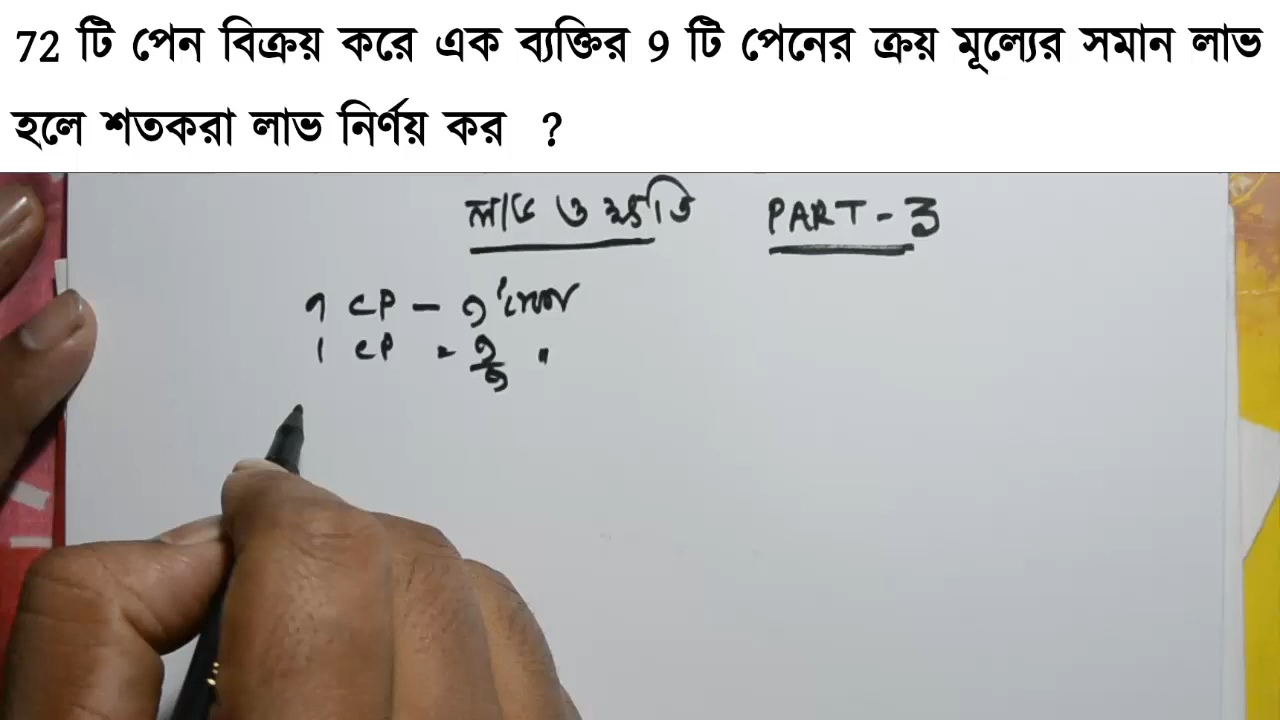 72 টি পেন বিক্রয় করে এক ব্যক্তির 9 টি পেনের ক্রয় মূল্যের সমান লাভ
হলে শতকরা লাভ নির্ণয় কর ?
লাভ ও ক্ষতি PART - 3
1 CP